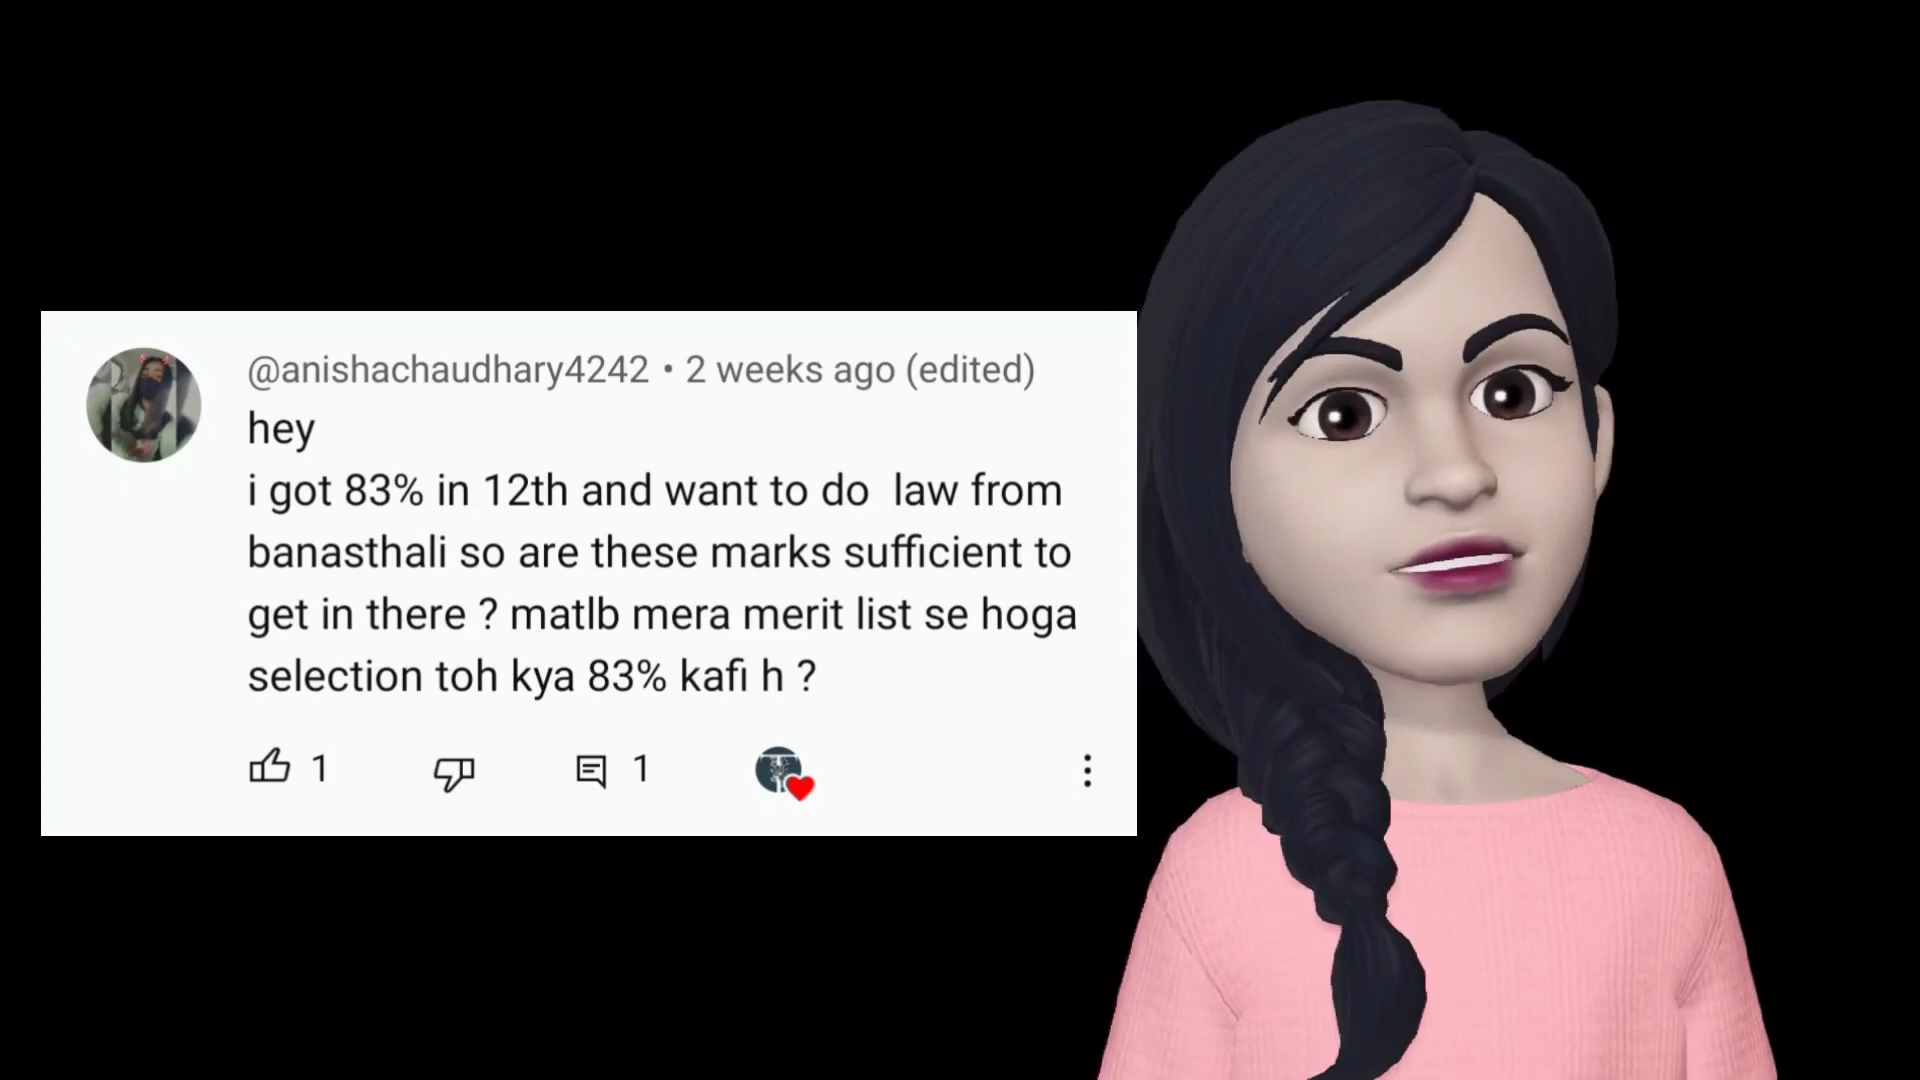 @anishachaudhary4242 • 2 weeks ago (edited)
hey
i got 83% in 12th and want to do law from
banasthali so are these marks sufficient to
get in there ? matlb mera merit list se hoga
selection toh kya 83% kafi h ?
1 1